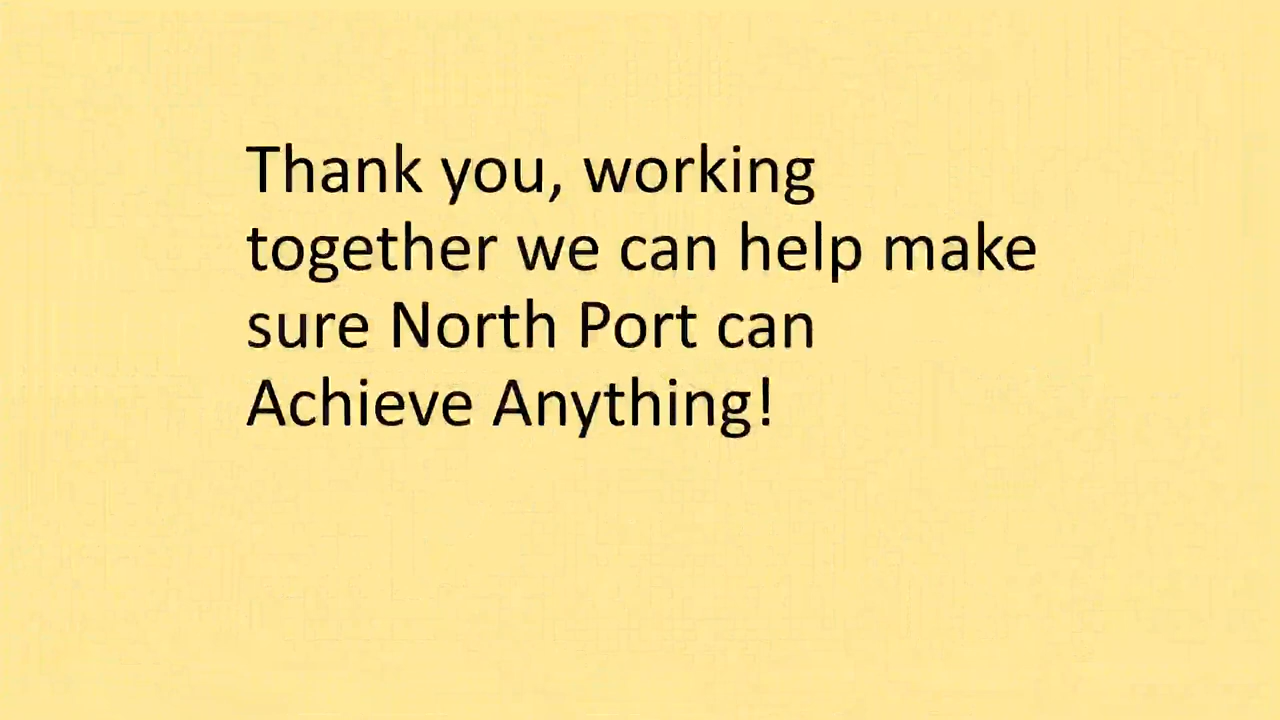 Thank you, working
together we can help make
sure North Port can
Achieve Anything!